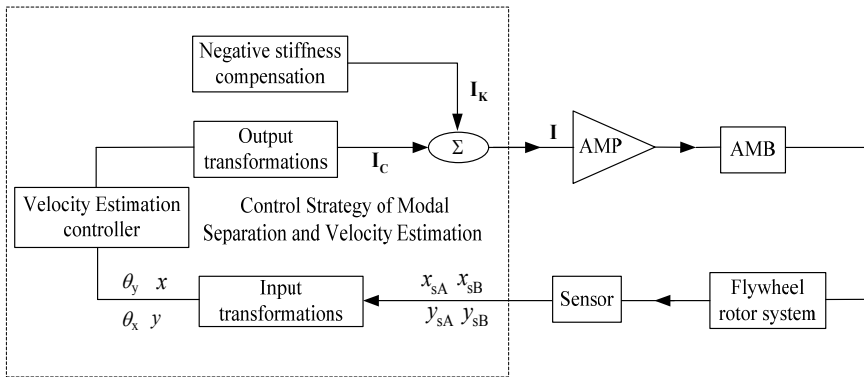 Negative stiffness
compensation
I_K
Output
transformations
I_C
Σ
I
AMP
AMB
Velocity Estimation
controller
Control Strategy of Modal
Separation and Velocity Estimation
θ_y x
θ_x y
Input
transformations
x_sA x_sB
y_sA y_sB
Sensor
Flywheel
rotor system